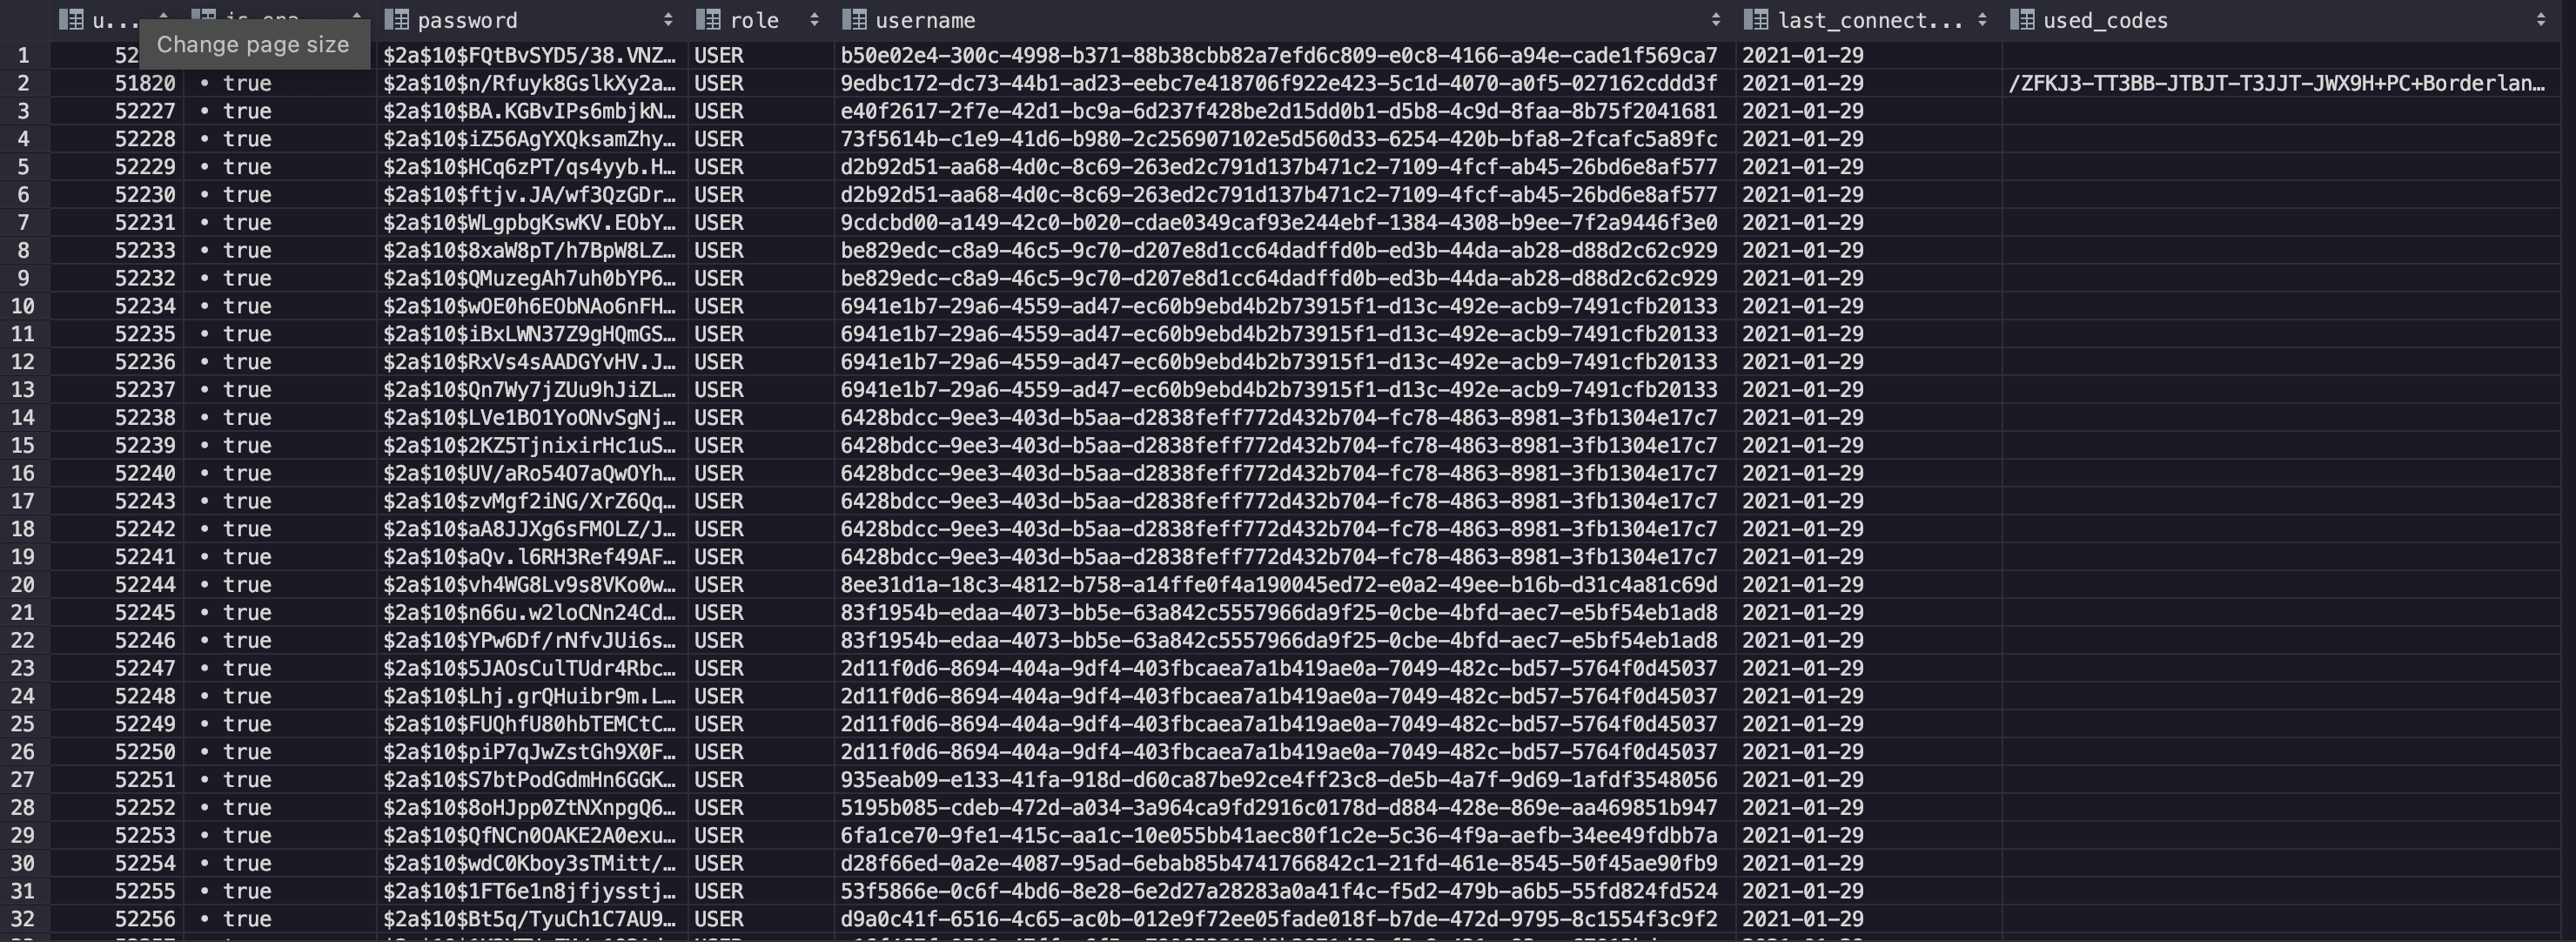 u... password role username last_connect... used_codes
Change page size
1 52 $2a$10$FQtBvSYD5/38.VNZ… USER b50e02e4-300c-4998-b371-88b38cbb82a7efd6c809-e0c8-4166-a94e-cade1f569ca7 2021-01-29
2 51820 • true $2a$10$n/Rfuyk8GslkXy2a… USER 9edbc172-dc73-44b1-ad23-eebc7e418706f922e423-5c1d-4070-a0f5-027162cddd3f 2021-01-29 /ZFKJ3-TT3BB-JTBJT-T3JJT-JWX9H+PC+Borderlan…
3 52227 • true $2a$10$BA.KGBvIPs6mbjkN… USER e40f2617-2f7e-42d1-bc9a-6d237f428be2d15dd0b1-d5b8-4c9d-8faa-8b75f2041681 2021-01-29
4 52228 • true $2a$10$iZ56AgYXQksamZhy… USER 73f5614b-c1e9-41d6-b980-2c256907102e5d560d33-6254-420b-bfa8-2fcafc5a89fc 2021-01-29
5 52229 • true $2a$10$HCq6zPT/qs4yyb.H… USER d2b92d51-aa68-4d0c-8c69-263ed2c791d137b471c2-7109-4fcf-ab45-26bd6e8af577 2021-01-29
6 52230 • true $2a$10$ftjv.JA/wf3QzGDr… USER d2b92d51-aa68-4d0c-8c69-263ed2c791d137b471c2-7109-4fcf-ab45-26bd6e8af577 2021-01-29
7 52231 • true $2a$10$WLgpbgKswKV.EObY… USER 9cdcbd00-a149-42c0-b020-cdae0349caf93e244ebf-1384-4308-b9ee-7f2a9446f3e0 2021-01-29
8 52233 • true $2a$10$8xaW8pT/h7BpW8LZ… USER be829edc-c8a9-46c5-9c70-d207e8d1cc64dadffd0b-ed3b-44da-ab28-d88d2c62c929 2021-01-29
9 52232 • true $2a$10$QMuzegAh7uh0bYP6… USER be829edc-c8a9-46c5-9c70-d207e8d1cc64dadffd0b-ed3b-44da-ab28-d88d2c62c929 2021-01-29
10 52234 • true $2a$10$wOE0h6EObNAo6nFH… USER 6941e1b7-29a6-4559-ad47-ec60b9ebd4b2b73915f1-d13c-492e-acb9-7491cfb20133 2021-01-29
11 52235 • true $2a$10$iBxLWN37Z9gHQmGS… USER 6941e1b7-29a6-4559-ad47-ec60b9ebd4b2b73915f1-d13c-492e-acb9-7491cfb20133 2021-01-29
12 52236 • true $2a$10$RxVs4sAADGYvHV.J… USER 6941e1b7-29a6-4559-ad47-ec60b9ebd4b2b73915f1-d13c-492e-acb9-7491cfb20133 2021-01-29
13 52237 • true $2a$10$Qn7Wy7jZUu9hJiZL… USER 6941e1b7-29a6-4559-ad47-ec60b9ebd4b2b73915f1-d13c-492e-acb9-7491cfb20133 2021-01-29
14 52238 • true $2a$10$LVe1BO1YoONvSgNj… USER 6428bdcc-9ee3-403d-b5aa-d2838feff772d432b704-fc78-4863-8981-3fb1304e17c7 2021-01-29
15 52239 • true $2a$10$2KZ5TjnixirHc1uS… USER 6428bdcc-9ee3-403d-b5aa-d2838feff772d432b704-fc78-4863-8981-3fb1304e17c7 2021-01-29
16 52240 • true $2a$10$UV/aRo54O7aQwOYh… USER 6428bdcc-9ee3-403d-b5aa-d2838feff772d432b704-fc78-4863-8981-3fb1304e17c7 2021-01-29
17 52243 • true $2a$10$zvMgf2iNG/XrZ6Qq… USER 6428bdcc-9ee3-403d-b5aa-d2838feff772d432b704-fc78-4863-8981-3fb1304e17c7 2021-01-29
18 52242 • true $2a$10$aA8JJXg6sFMOLZ/J… USER 6428bdcc-9ee3-403d-b5aa-d2838feff772d432b704-fc78-4863-8981-3fb1304e17c7 2021-01-29
19 52241 • true $2a$10$aQv.l6RH3Ref49AF… USER 6428bdcc-9ee3-403d-b5aa-d2838feff772d432b704-fc78-4863-8981-3fb1304e17c7 2021-01-29
20 52244 • true $2a$10$vh4WG8Lv9s8VKo0w… USER 8ee31d1a-18c3-4812-b758-a14ffe0f4a190045ed72-e0a2-49ee-b16b-d31c4a81c69d 2021-01-29
21 52245 • true $2a$10$n66u.w2loCNn24Cd… USER 83f1954b-edaa-4073-bb5e-63a842c5557966da9f25-0cbe-4bfd-aec7-e5bf54eb1ad8 2021-01-29
22 52246 • true $2a$10$YPw6Df/rNfvJUi6s… USER 83f1954b-edaa-4073-bb5e-63a842c5557966da9f25-0cbe-4bfd-aec7-e5bf54eb1ad8 2021-01-29
23 52247 • true $2a$10$5JAOsCulTUdr4Rbc… USER 2d11f0d6-8694-404a-9df4-403fbcaea7a1b419ae0a-7049-482c-bd57-5764f0d45037 2021-01-29
24 52248 • true $2a$10$Lhj.grQHuibr9m.L… USER 2d11f0d6-8694-404a-9df4-403fbcaea7a1b419ae0a-7049-482c-bd57-5764f0d45037 2021-01-29
25 52249 • true $2a$10$FUQhfU80hbTEMCtC… USER 2d11f0d6-8694-404a-9df4-403fbcaea7a1b419ae0a-7049-482c-bd57-5764f0d45037 2021-01-29
26 52250 • true $2a$10$piP7qJwZstGh9X0F… USER 2d11f0d6-8694-404a-9df4-403fbcaea7a1b419ae0a-7049-482c-bd57-5764f0d45037 2021-01-29
27 52251 • true $2a$10$S7btPodGdmHn6GGK… USER 935eab09-e133-41fa-918d-d60ca87be92ce4ff23c8-de5b-4a7f-9d69-1afdf3548056 2021-01-29
28 52252 • true $2a$10$8oHJpp0ZtNXnpgQ6… USER 5195b085-cdeb-472d-a034-3a964ca9fd2916c0178d-d884-428e-869e-aa469851b947 2021-01-29
29 52253 • true $2a$10$QfNCn0OAKE2A0exu… USER 6fa1ce70-9fe1-415c-aa1c-10e055bb41aec80f1c2e-5c36-4f9a-aefb-34ee49fdbb7a 2021-01-29
30 52254 • true $2a$10$wdC0Kboy3sTMitt/… USER d28f66ed-0a2e-4087-95ad-6ebab85b4741766842c1-21fd-461e-8545-50f45ae90fb9 2021-01-29
31 52255 • true $2a$10$1FT6e1n8jfjysstj… USER 53f5866e-0c6f-4bd6-8e28-6e2d27a28283a0a41f4c-f5d2-479b-a6b5-55fd824fd524 2021-01-29
32 52256 • true $2a$10$Bt5q/TyuCh1C7AU9… USER d9a0c41f-6516-4c65-ac0b-012e9f72ee05fade018f-b7de-472d-9795-8c1554f3c9f2 2021-01-29